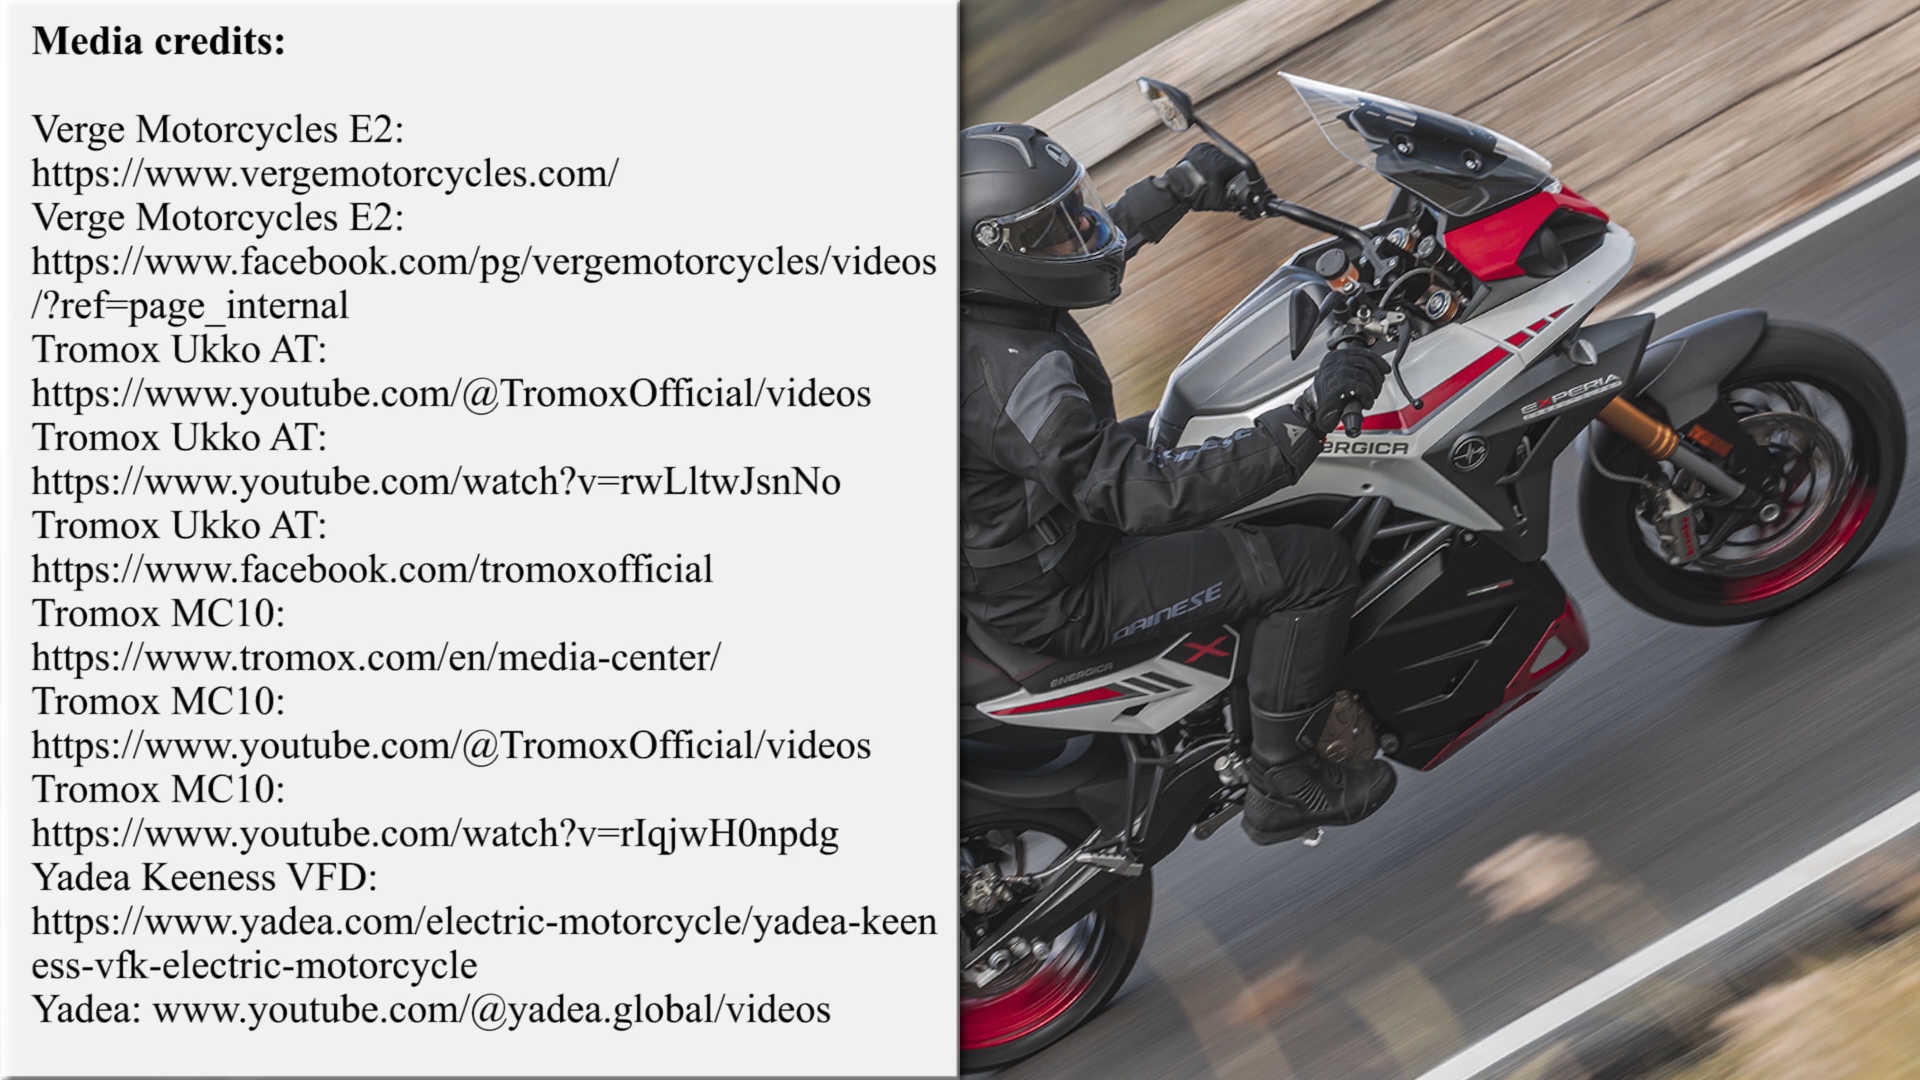 Media credits:
Verge Motorcycles E2:
https://www.vergemotorcycles.com/
Verge Motorcycles E2:
https://www.facebook.com/pg/vergemotorcycles/videos
/?ref=page_internal
Tromox Ukko AT:
https://www.youtube.com/@TromoxOfficial/videos
Tromox Ukko AT:
https://www.youtube.com/watch?v=rwLltwJsnNo
Tromox Ukko AT:
https://www.facebook.com/tromoxofficial
Tromox MC10:
https://www.tromox.com/en/media-center/
Tromox MC10:
https://www.youtube.com/@TromoxOfficial/videos
Tromox MC10:
https://www.youtube.com/watch?v=rIqjwH0npdg
Yadea Keeness VFD:
https://www.yadea.com/electric-motorcycle/yadea-keen
ess-vfk-electric-motorcycle
Yadea: www.youtube.com/@yadea.global/videos
EXPERIA
ERGICA
DAINESE
DAINESE
ENERGICA
X
brembo